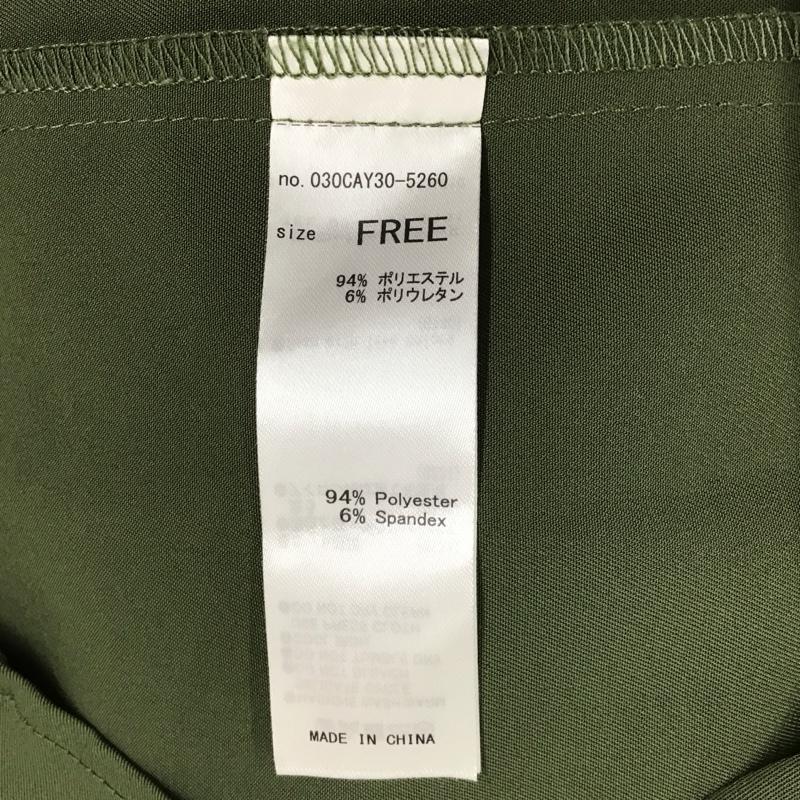 no. 030CAY30-5260
size FREE
94% ポリエステル
6% ポリウレタン
94% Polyester
6% Spandex
MADE IN CHINA